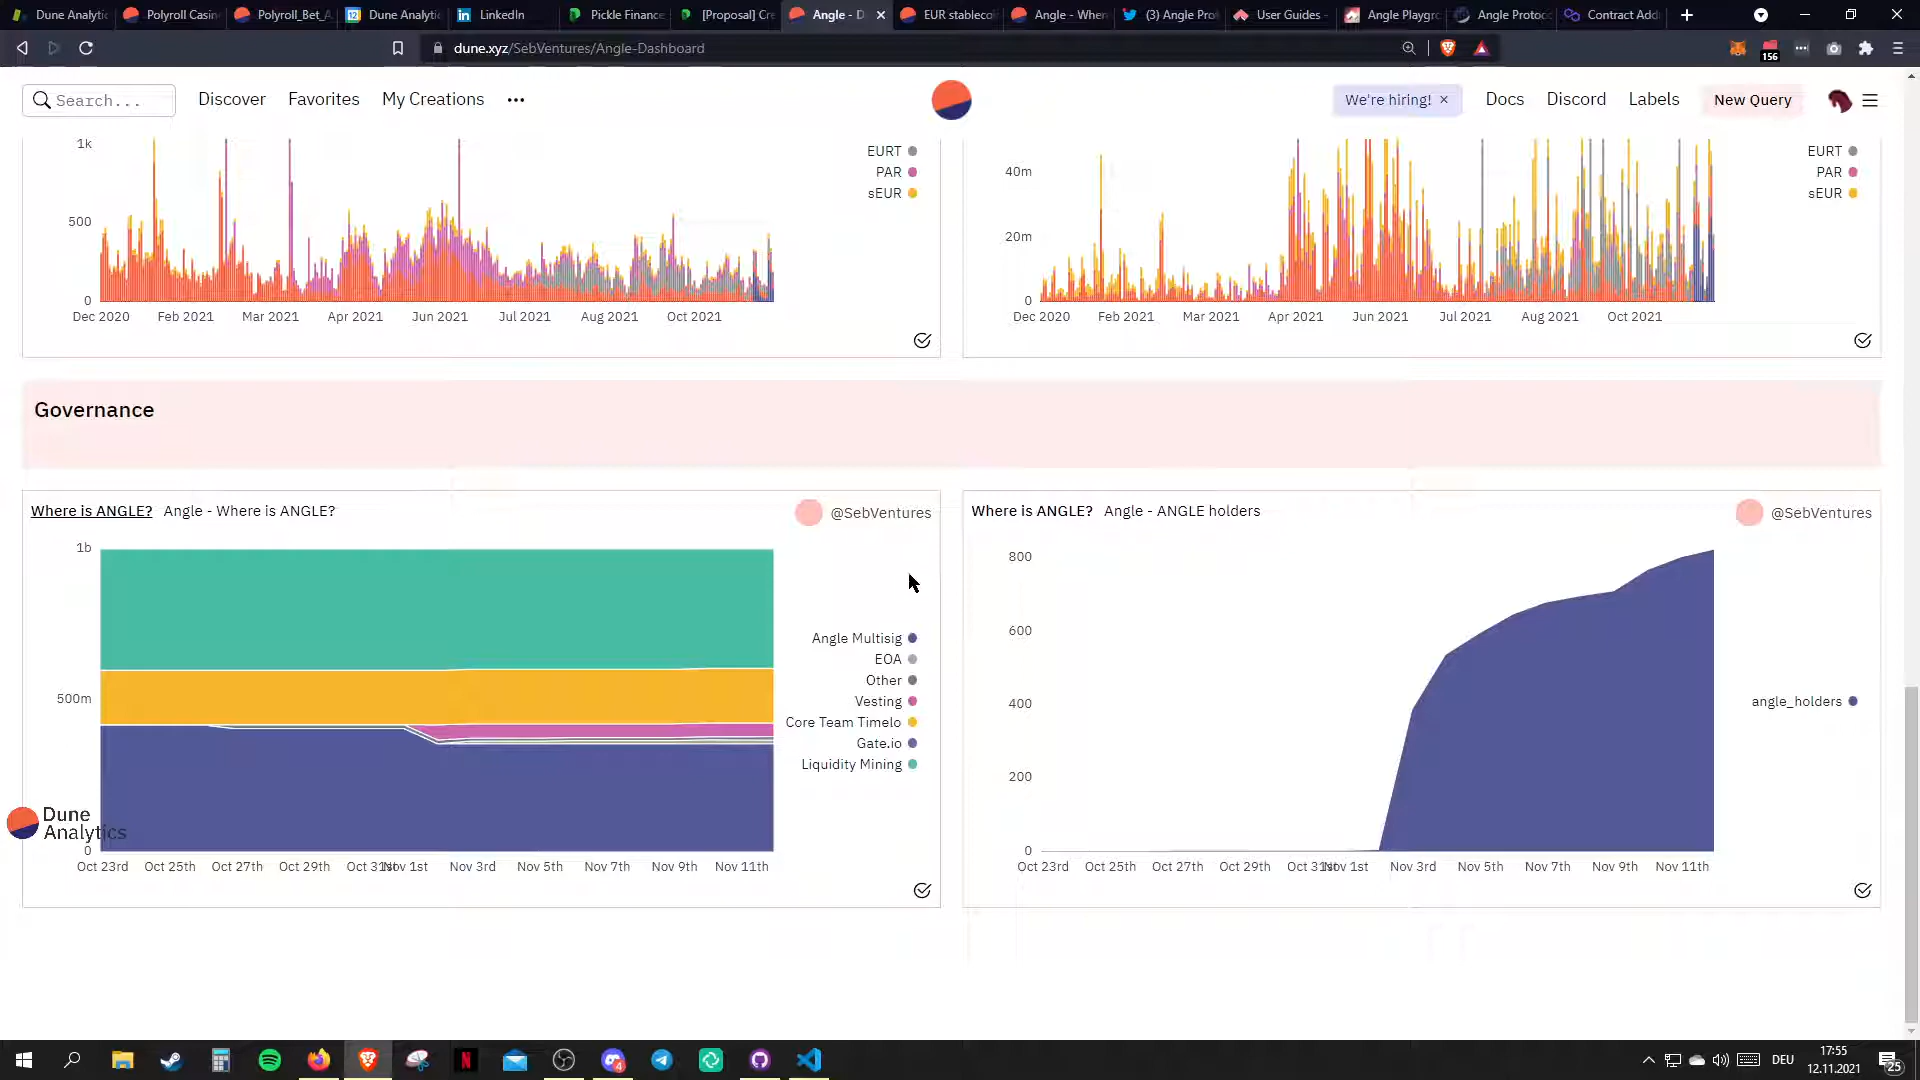 Dune Analytic
Polyroll Casin
Polyroll_Bet_A
Dune Analytic
LinkedIn
Pickle Finance
[Proposal] Cre
Angle - D
EUR stableco
Angle - Wher
(3) Angle Pro
User Guides -
Angle Playgr
Angle Protoc
Contract Add
dune.xyz/SebVentures/Angle-Dashboard
156
Search...
Discover
Favorites
My Creations
We're hiring! ×
Docs
Discord
Labels
New Query
1k
500
0
Dec 2020
Feb 2021
Mar 2021
Apr 2021
Jun 2021
Jul 2021
Aug 2021
Oct 2021
EURT
PAR
sEUR
40m
20m
0
Dec 2020
Feb 2021
Mar 2021
Apr 2021
Jun 2021
Jul 2021
Aug 2021
Oct 2021
EURT
PAR
sEUR
Governance
Where is ANGLE? Angle - Where is ANGLE?
@SebVentures
1b
500m
0
Oct 23rd
Oct 25th
Oct 27th
Oct 29th
Oct 31st
Nov 1st
Nov 3rd
Nov 5th
Nov 7th
Nov 9th
Nov 11th
Angle Multisig
EOA
Other
Vesting
Core Team Timelo
Gate.io
Liquidity Mining
Dune
Analytics
Where is ANGLE? Angle - ANGLE holders
@SebVentures
800
600
400
200
0
Oct 23rd
Oct 25th
Oct 27th
Oct 29th
Oct 31st
Nov 1st
Nov 3rd
Nov 5th
Nov 7th
Nov 9th
Nov 11th
angle_holders
4
DEU
17:55
12.11.2021
25